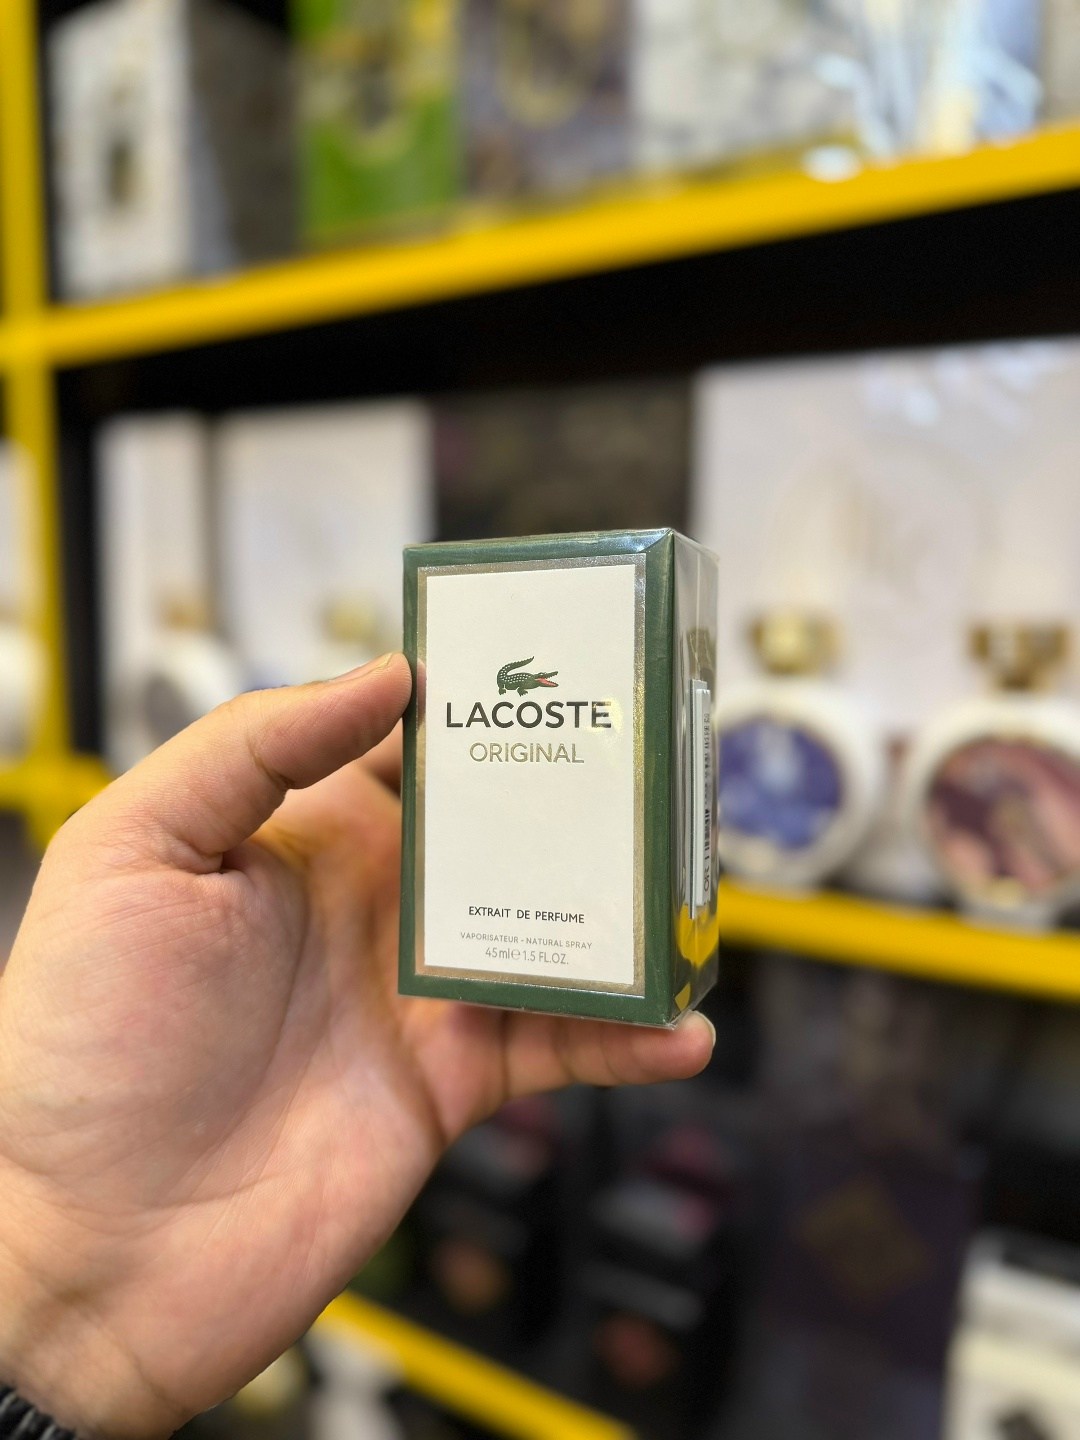 LACOSTE
ORIGINAL
EXTRAIT DE PERFUME
VAPORISATEUR - NATURAL SPRAY
45ml℮1.5 FL.OZ.